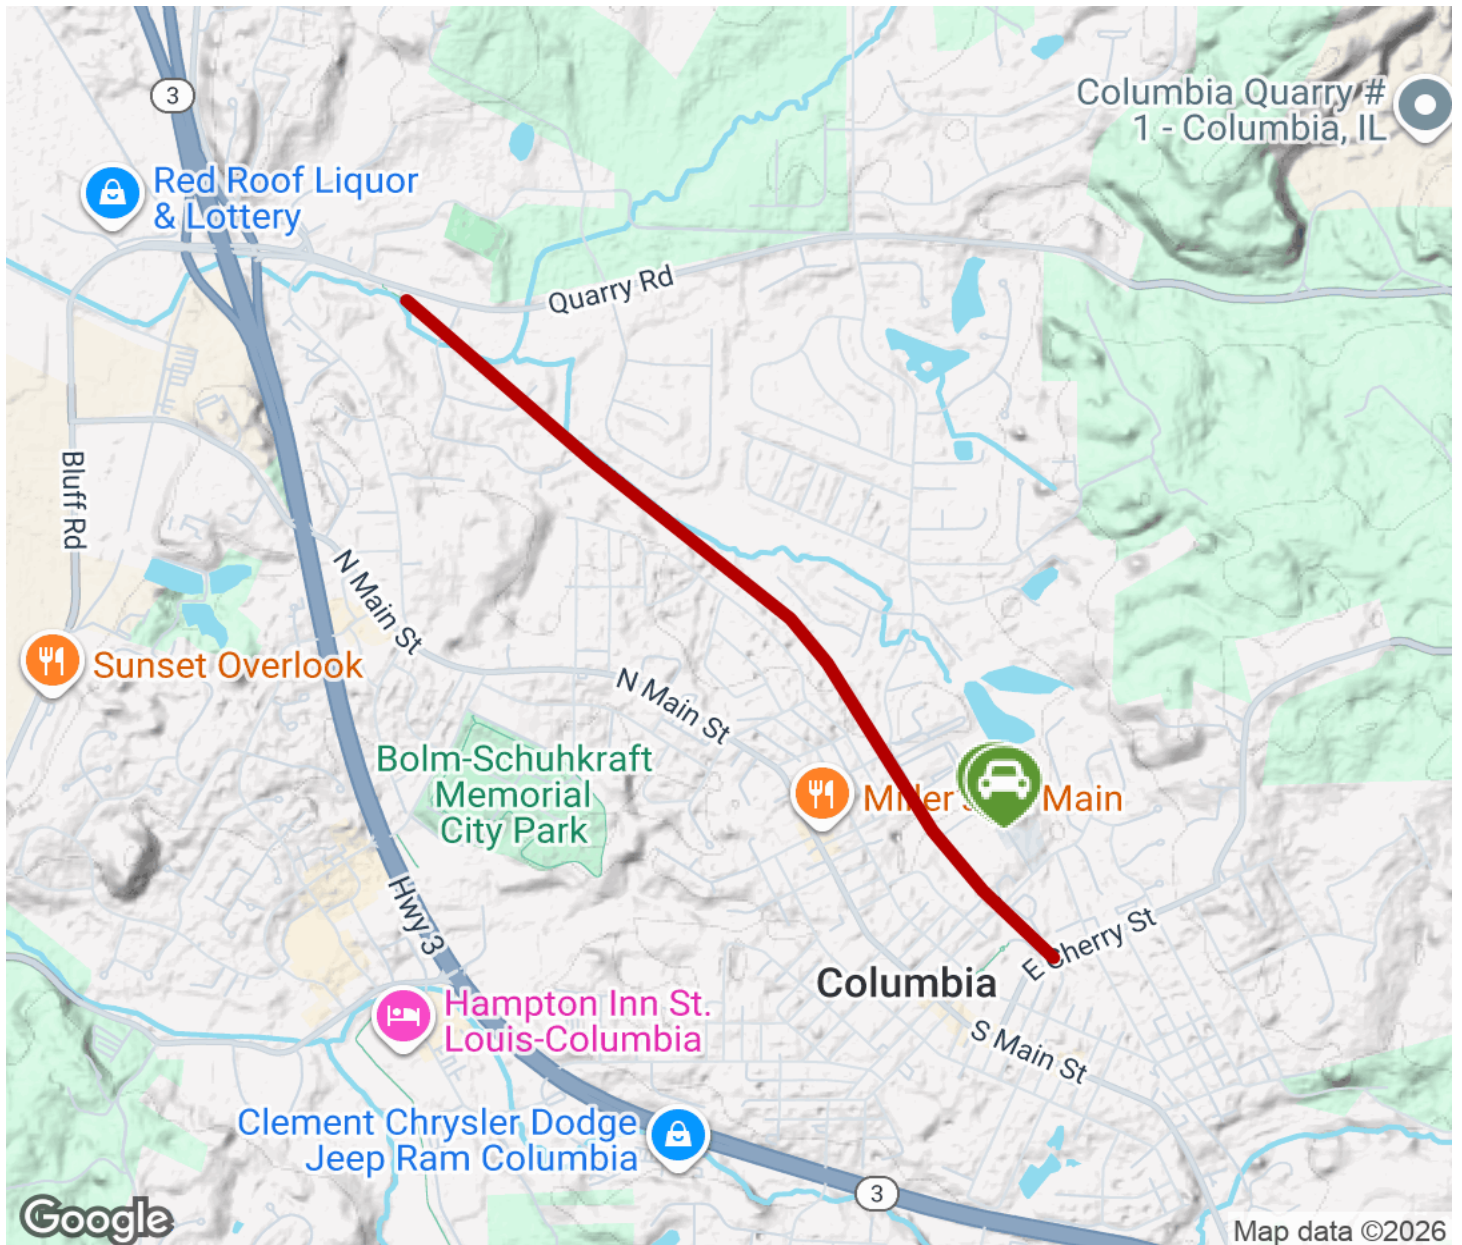 3
Columbia Quarry #
1 - Columbia, IL
Red Roof Liquor
& Lottery
Quarry Rd
Bluff Rd
N Main St
Sunset Overlook
N Main St
Bolm-Schuhkraft
Memorial
City Park
Main
Hwy 3
E Cherry St
Columbia
Hampton Inn St.
Louis-Columbia
S Main St
Clement Chrysler Dodge
Jeep Ram Columbia
3
Google
Map data ©2026